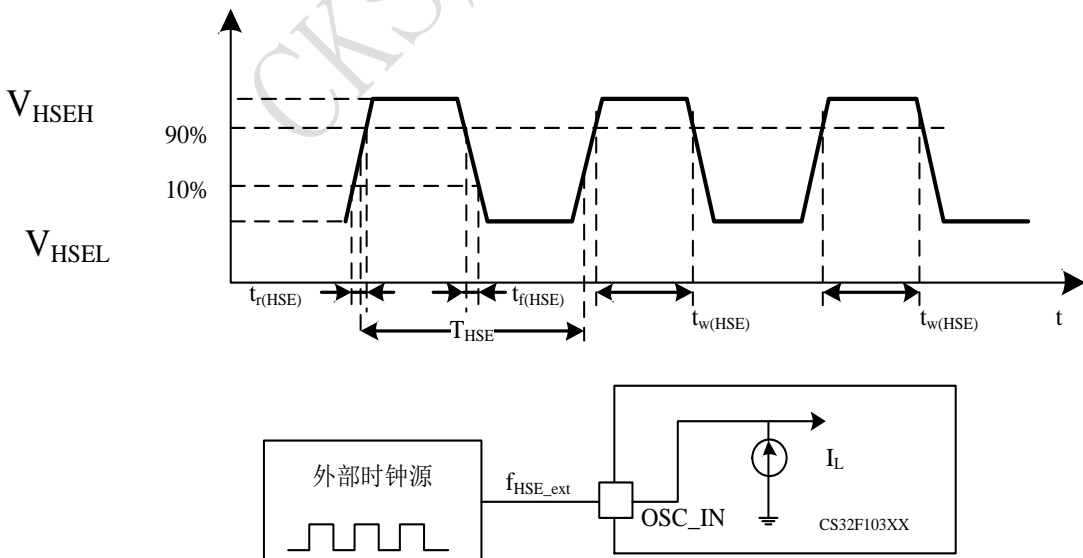 CKS
V_HSEH
90%
10%
V_HSEL
t_r(HSE)
t_f(HSE)
t_w(HSE)
t_w(HSE)
t
T_HSE
外部时钟源
f_HSE_ext
I_L
OSC_IN
CS32F103XX